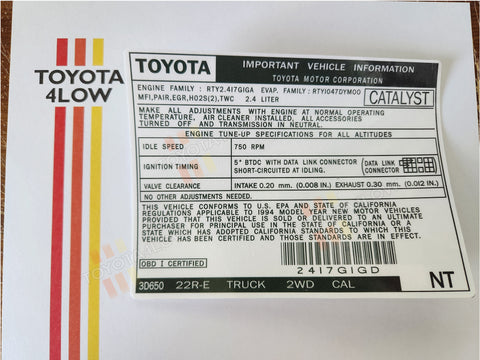 TOYOTA
4LOW
TOYOTA
IMPORTANT VEHICLE INFORMATION
TOYOTA MOTOR CORPORATION
ENGINE FAMILY : RTY2.4I7GIGA EVAP. FAMILY : RTYI047DYM00
MFI,PAIR,EGR,HO2S(2),TWC 2.4 LITER
CATALYST
MAKE ALL ADJUSTMENTS WITH ENGINE AT NORMAL OPERATING
TEMPERATURE, AIR CLEANER INSTALLED, ALL ACCESSORIES
TURNED OFF AND TRANSMISSION IN NEUTRAL.
ENGINE TUNE-UP SPECIFICATIONS FOR ALL ALTITUDES
IDLE SPEED 750 RPM
IGNITION TIMING
5° BTDC WITH DATA LINK CONNECTOR
SHORT-CIRCUITED AT IDLING.
DATA LINK
CONNECTOR
VALVE CLEARANCE INTAKE 0.20 mm. (0.008 IN.) EXHAUST 0.30 mm. (0.012 IN.)
NO OTHER ADJUSTMENTS NEEDED.
THIS VEHICLE CONFORMS TO U.S. EPA AND STATE OF CALIFORNIA
REGULATIONS APPLICABLE TO 1994 MODEL YEAR NEW MOTOR VEHICLES
PROVIDED THAT THIS VEHICLE IS SOLD OR DELIVERED TO AN ULTIMATE
PURCHASER FOR PRINCIPAL USE IN THE STATE OF CALIFORNIA OR A
STATE WHICH HAS ADOPTED CALIFORNIA STANDARDS TO WHICH THIS VEHICLE
HAS BEEN CERTIFIED AND THOSE STANDARDS ARE IN EFFECT.
OBD I CERTIFIED
24I7GIGD
3D650 22R-E TRUCK 2WD CAL NT